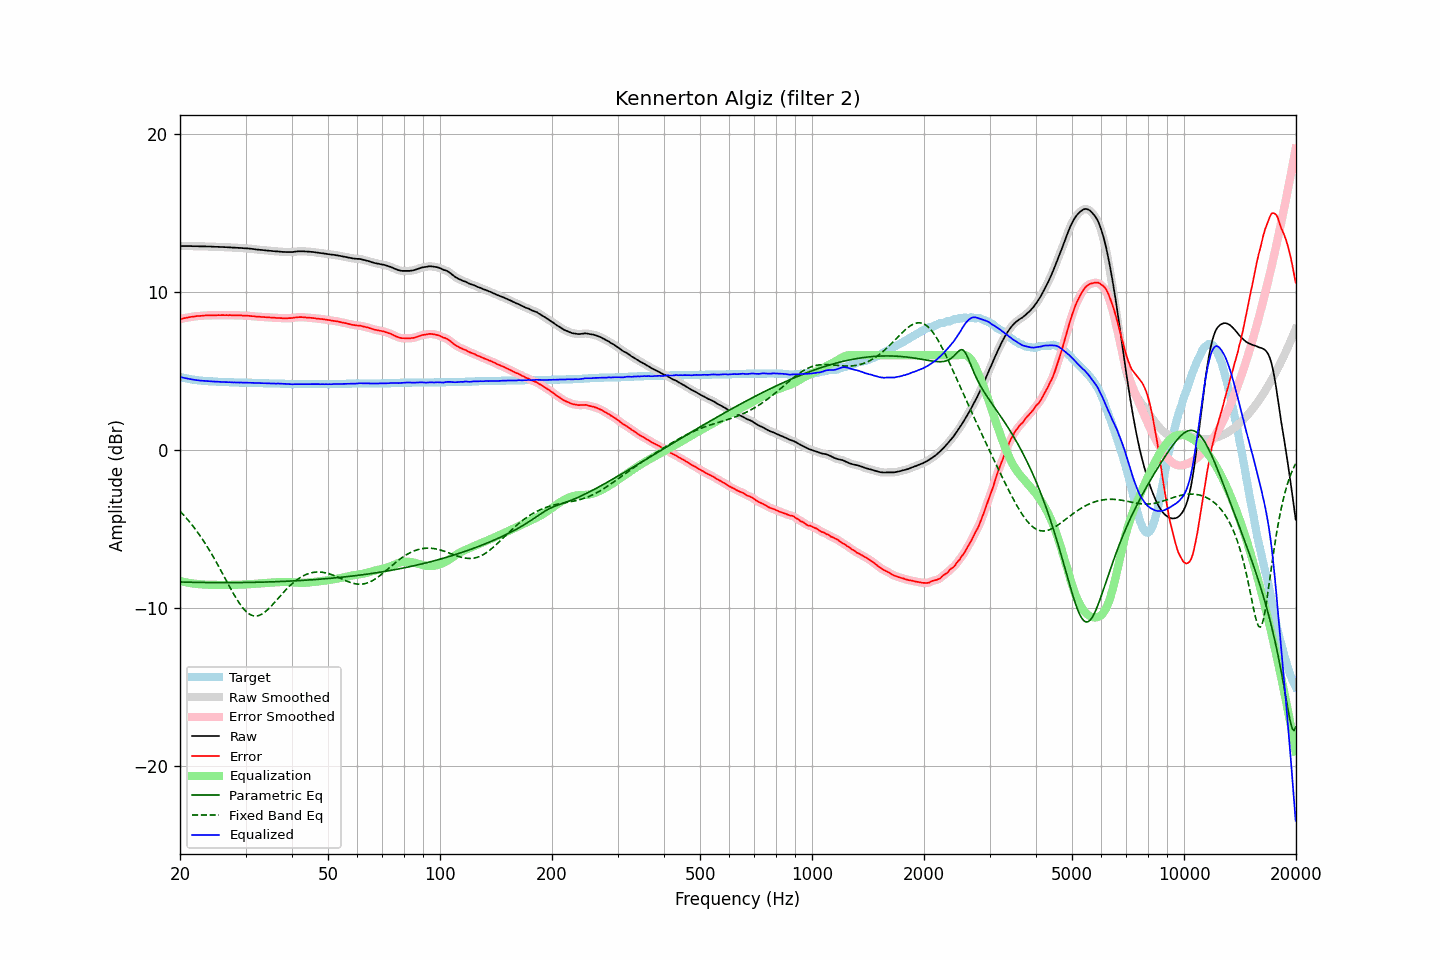 Kennerton Algiz (filter 2)
Amplitude (dBr)
20
10
0
−10
−20
Target
Raw Smoothed
Error Smoothed
Raw
Error
Equalization
Parametric Eq
Fixed Band Eq
Equalized
20 50 100 200 500 1000 2000 5000 10000 20000
Frequency (Hz)